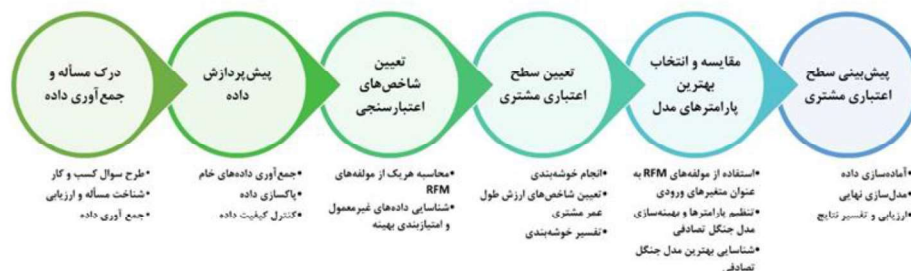 درک مسأله و
جمع‌آوری داده
پیش‌پردازش
داده
تعیین
شاخص‌های
اعتبارسنجی
تعیین سطح
اعتباری مشتری
مقایسه و انتخاب
بهترین
پارامترهای مدل
پیش‌بینی سطح
اعتباری مشتری
•طرح سوال کسب و کار
•شناخت مسأله و ارزیابی
•جمع آوری داده
•جمع‌آوری داده‌های خام
•پاکسازی داده
•کنترل کیفیت داده
•محاسبه هریک از مولفه‌های
RFM
•شناسایی داده‌های غیرمعمول
و امتیازبندی بهینه
•انجام خوشه‌بندی
•تعیین شاخص‌های ارزش طول
عمر مشتری
•تفسیر خوشه‌بندی
•استفاده از مولفه‌های RFM به
عنوان متغیرهای ورودی
•تنظیم پارامترها و بهینه‌سازی
مدل جنگل تصادفی
•شناسایی بهترین مدل جنگل
تصادفی
•آماده‌سازی داده
•مدل‌سازی نهایی
•ارزیابی و تفسیر نتایج